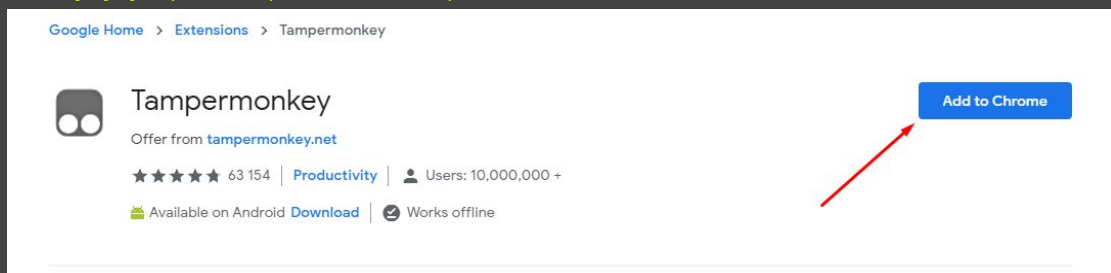 Google Home > Extensions > Tampermonkey
Tampermonkey
Add to Chrome
Offer from tampermonkey.net
63 154 | Productivity | Users: 10,000,000 +
Available on Android Download | Works offline